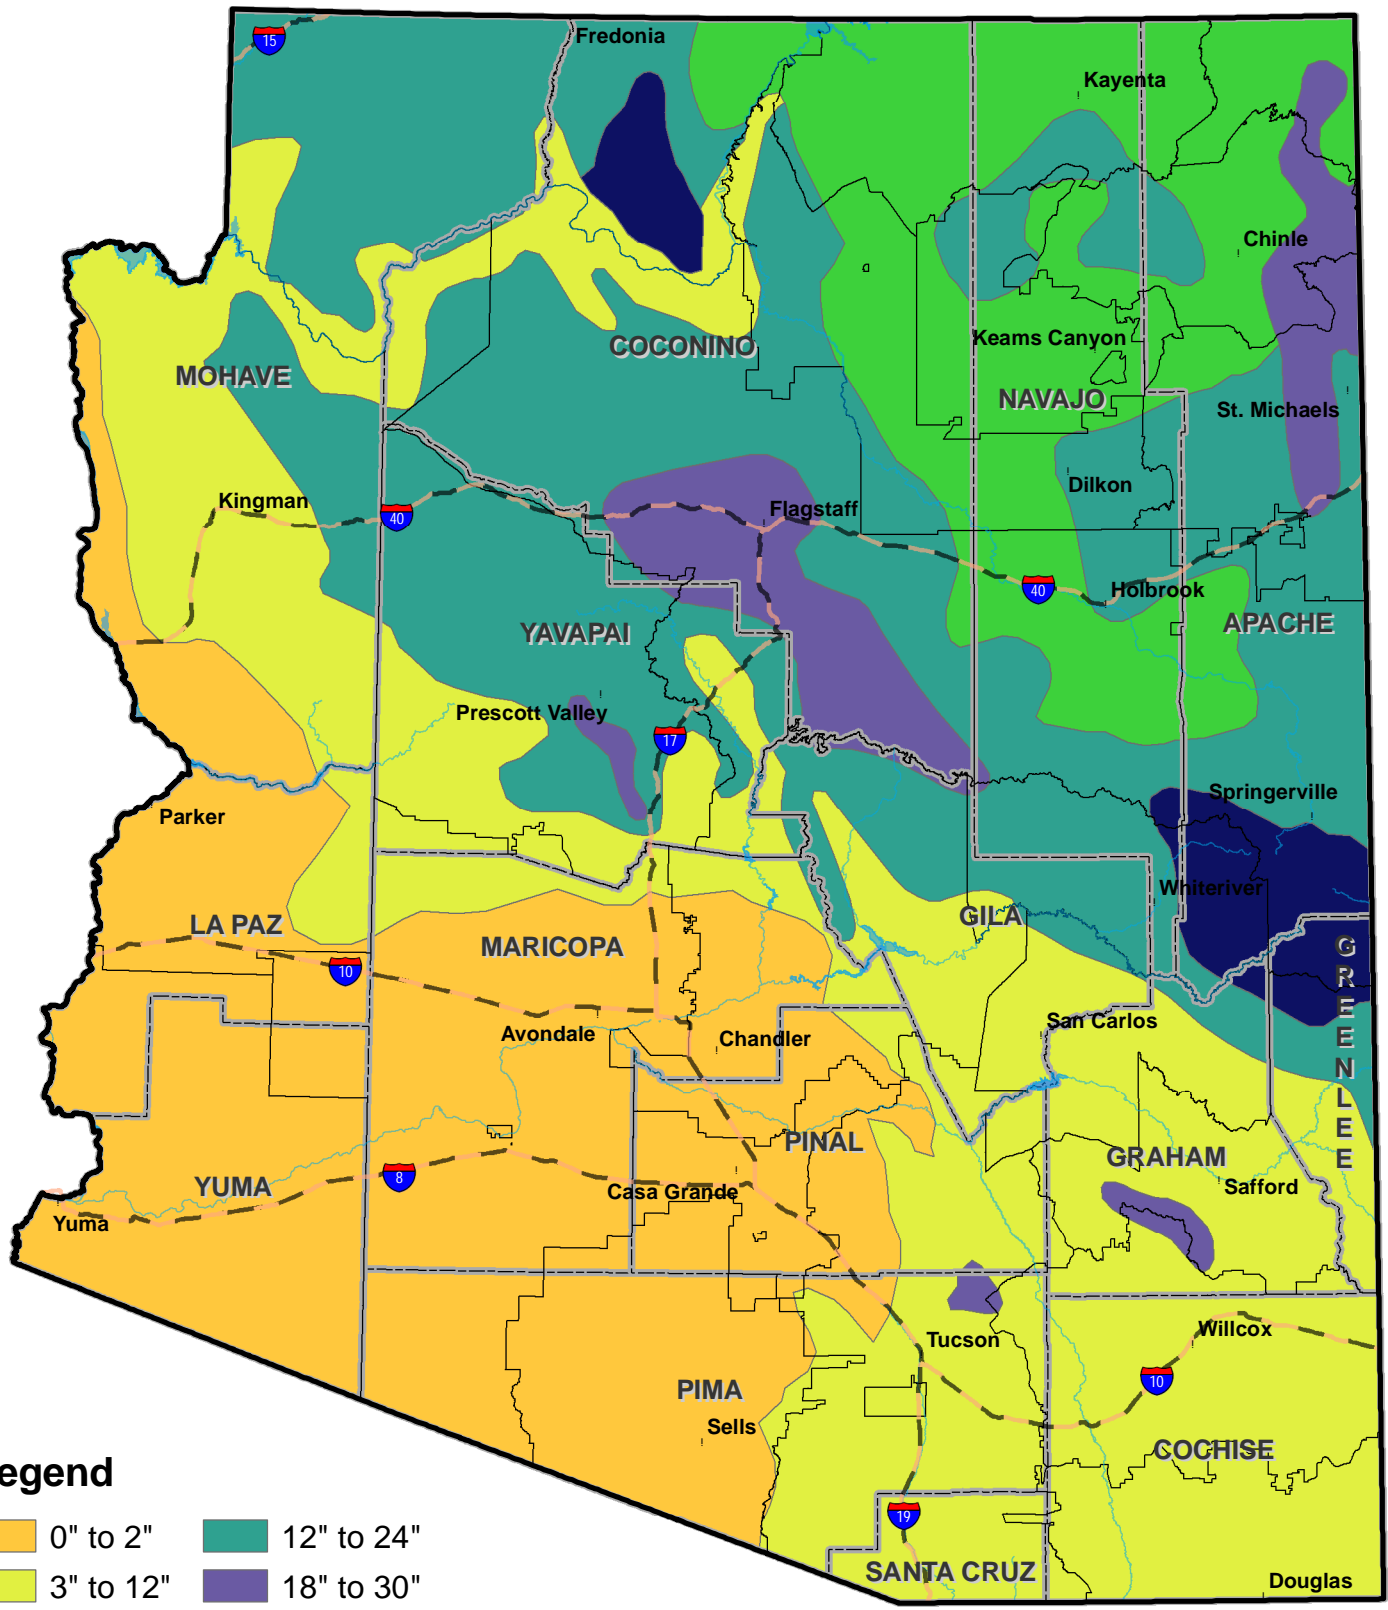 15
Fredonia
Kayenta
Chinle
COCONINO
Keams Canyon
MOHAVE
NAVAJO
St. Michaels
Kingman
Dilkon
40
Flagstaff
40
Holbrook
YAVAPAI
APACHE
Prescott Valley
17
Springerville
Parker
Whiteriver
LA PAZ
GILA
MARICOPA
GREENLEE
10
San Carlos
Avondale
Chandler
PINAL
GRAHAM
8
YUMA
Casa Grande
Safford
Yuma
Willcox
Tucson
10
PIMA
Sells
COCHISE
egend
19
0" to 2"
12" to 24"
3" to 12"
18" to 30"
SANTA CRUZ
Douglas